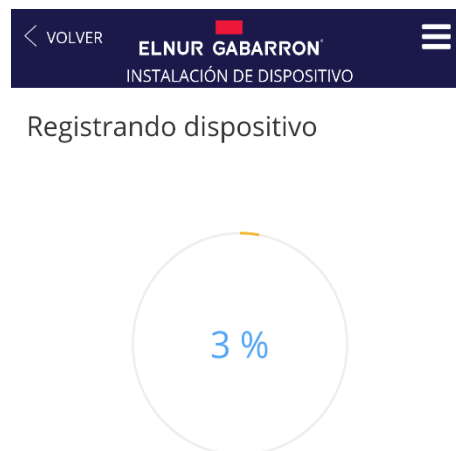 VOLVER
ELNUR GABARRON
INSTALACIÓN DE DISPOSITIVO
Registrando dispositivo
3 %